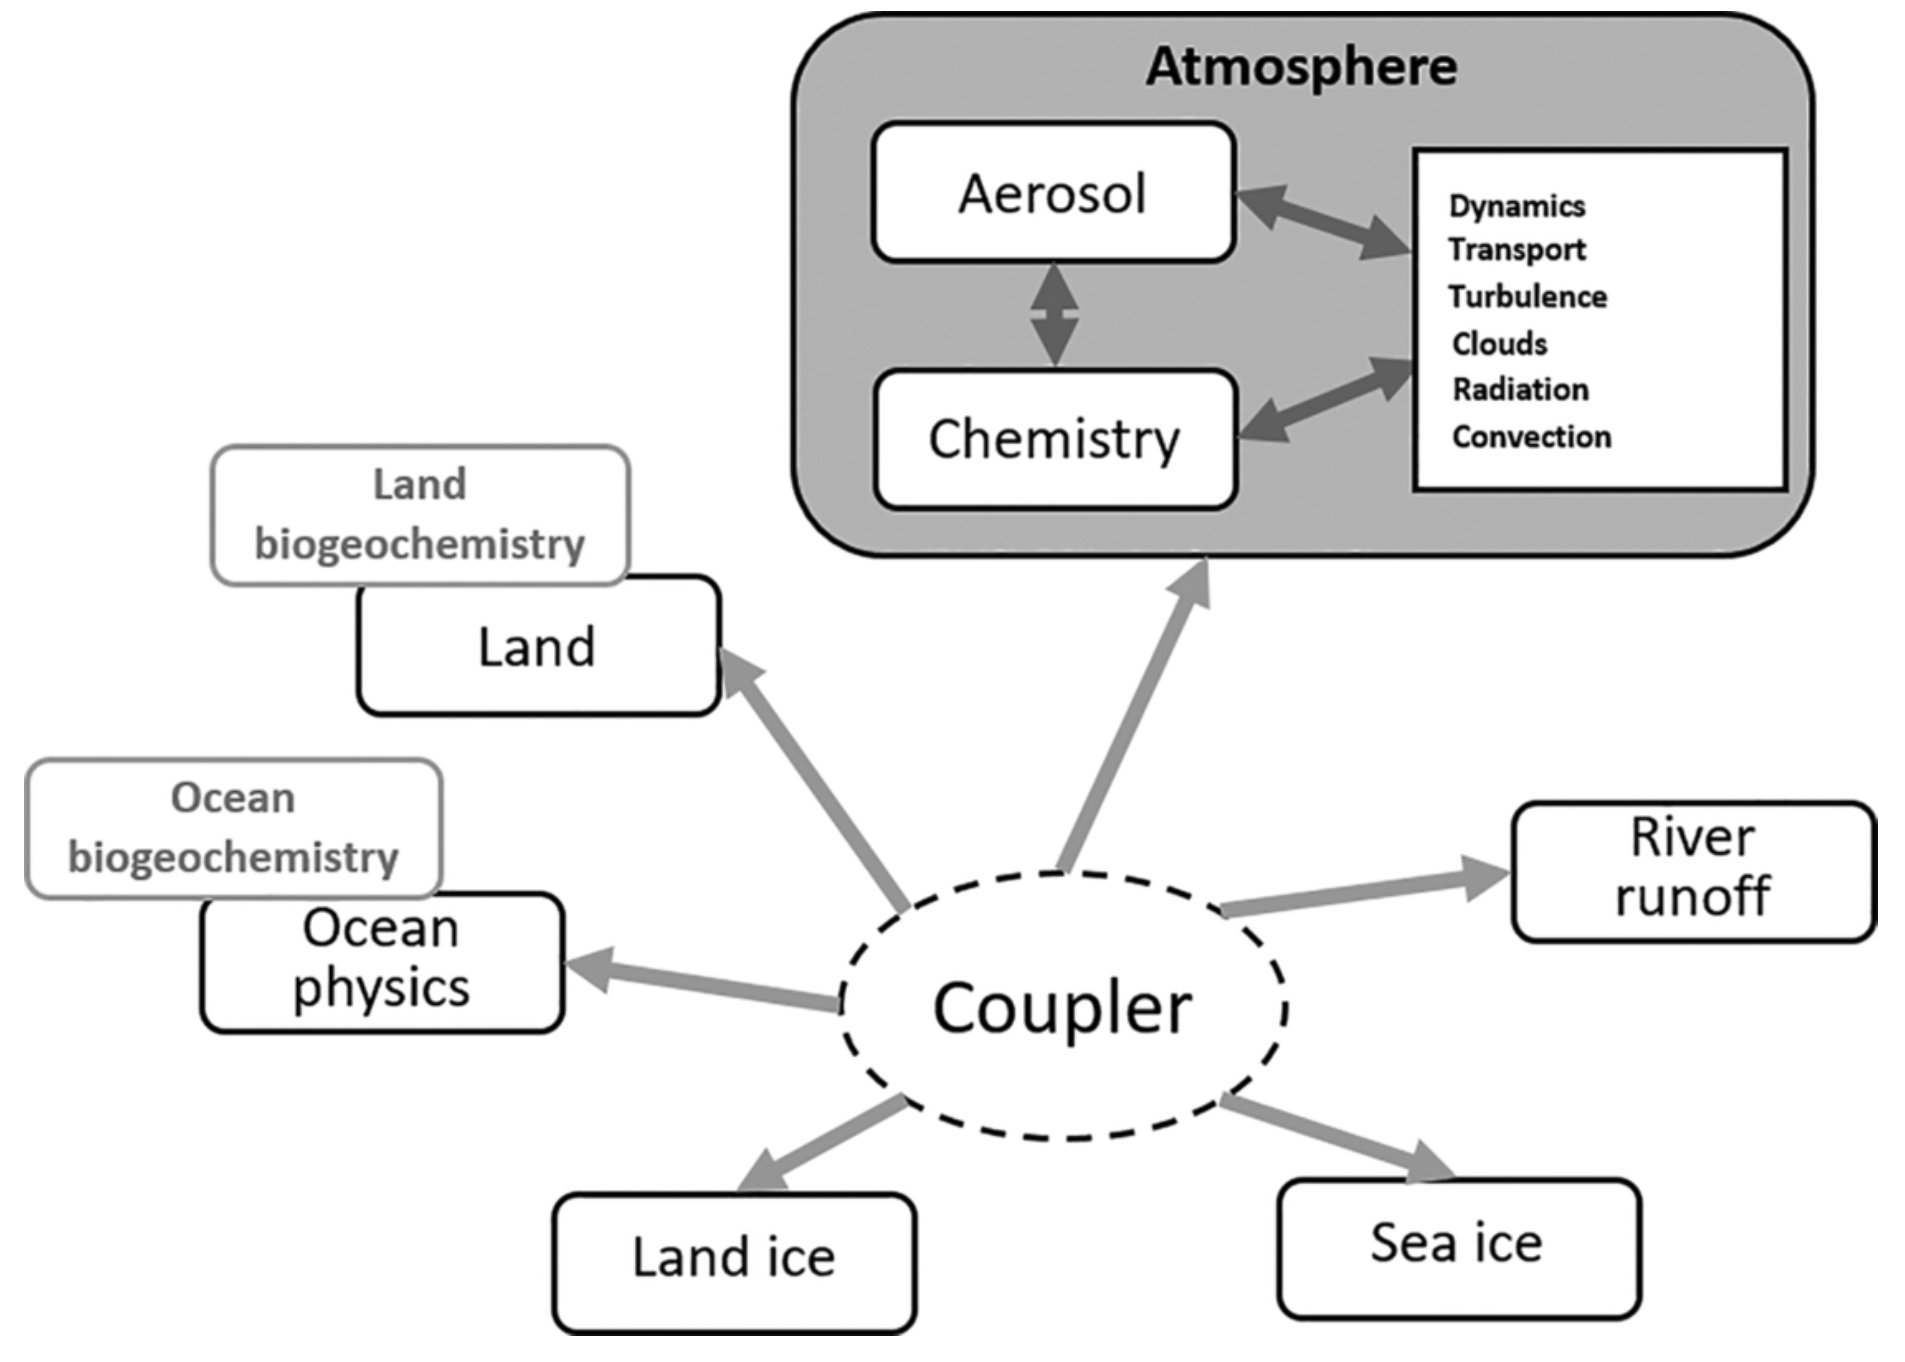 Atmosphere
Aerosol
Chemistry
Dynamics
Transport
Turbulence
Clouds
Radiation
Convection
Land
biogeochemistry
Land
Ocean
biogeochemistry
Ocean
physics
River
runoff
Coupler
Land ice
Sea ice